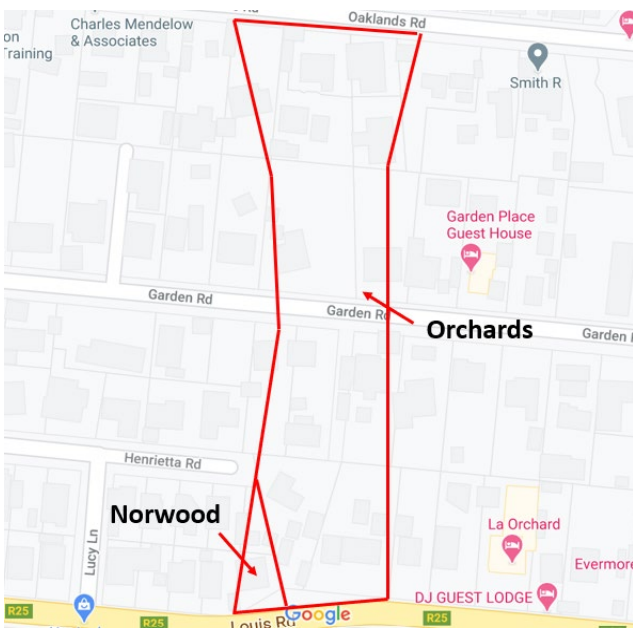 Oaklands Rd
Rd
Charles Mendelow
& Associates
on
Training
Smith R
Garden Place
Guest House
Garden Rd
Garden Rd
Garden
Orchards
Henrietta Rd
Norwood
Lucy Ln
La Orchard
Evermore
DJ GUEST LODGE
R25
Louis Rd
Google
R25